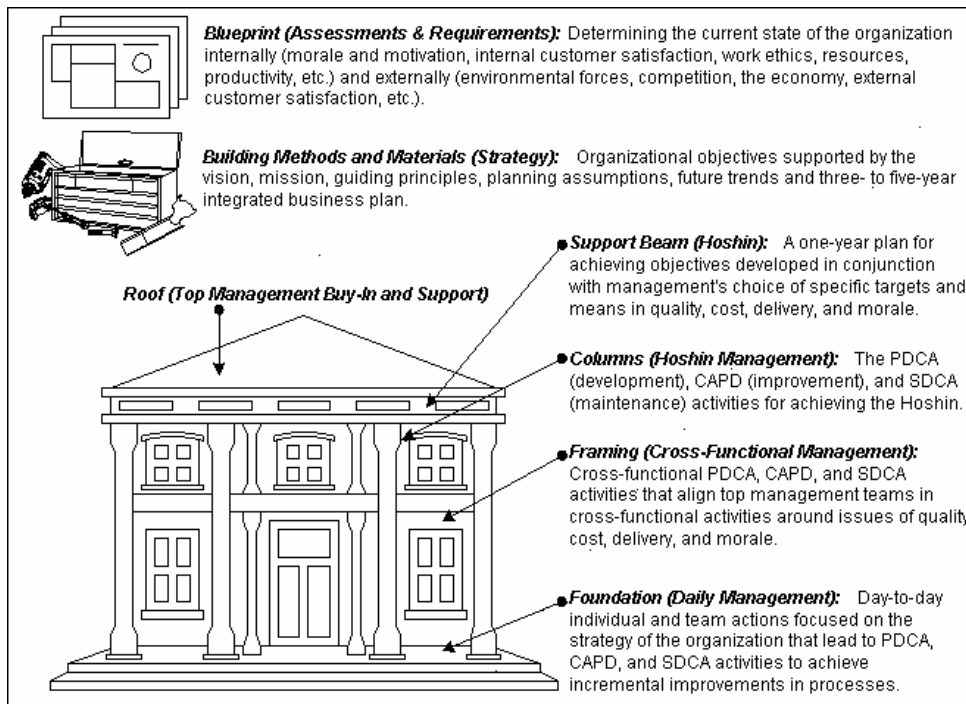 Blueprint (Assessments & Requirements): Determining the current state of the organization
internally (morale and motivation, internal customer satisfaction, work ethics, resources,
productivity, etc.) and externally (environmental forces, competition, the economy, external
customer satisfaction, etc.).
Building Methods and Materials (Strategy): Organizational objectives supported by the
vision, mission, guiding principles, planning assumptions, future trends and three- to five-year
integrated business plan.
Support Beam (Hoshin): A one-year plan for
achieving objectives developed in conjunction
with management's choice of specific targets and
means in quality, cost, delivery, and morale.
Roof (Top Management Buy-In and Support)
Columns (Hoshin Management): The PDCA
(development), CAPD (improvement), and SDCA
(maintenance) activities for achieving the Hoshin.
Framing (Cross-Functional Management):
Cross-functional PDCA, CAPD, and SDCA
activities that align top management teams in
cross-functional activities around issues of quality
cost, delivery, and morale.
Foundation (Daily Management): Day-to-day
individual and team actions focused on the
strategy of the organization that lead to PDCA,
CAPD, and SDCA activities to achieve
incremental improvements in processes.